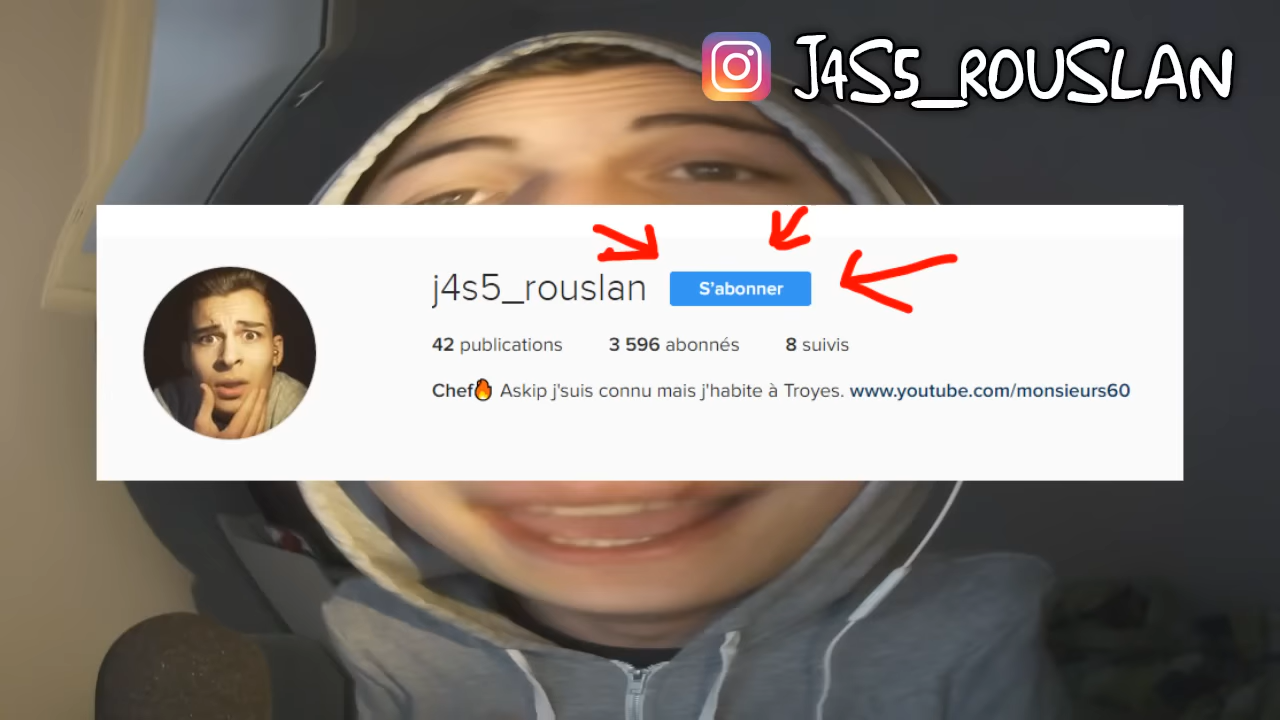 J4S5_ROUSLAN
j4s5_rouslan S'abonner
42 publications 3 596 abonnés 8 suivis
Chef🔥 Askip j'suis connu mais j'habite à Troyes. www.youtube.com/monsieurs60